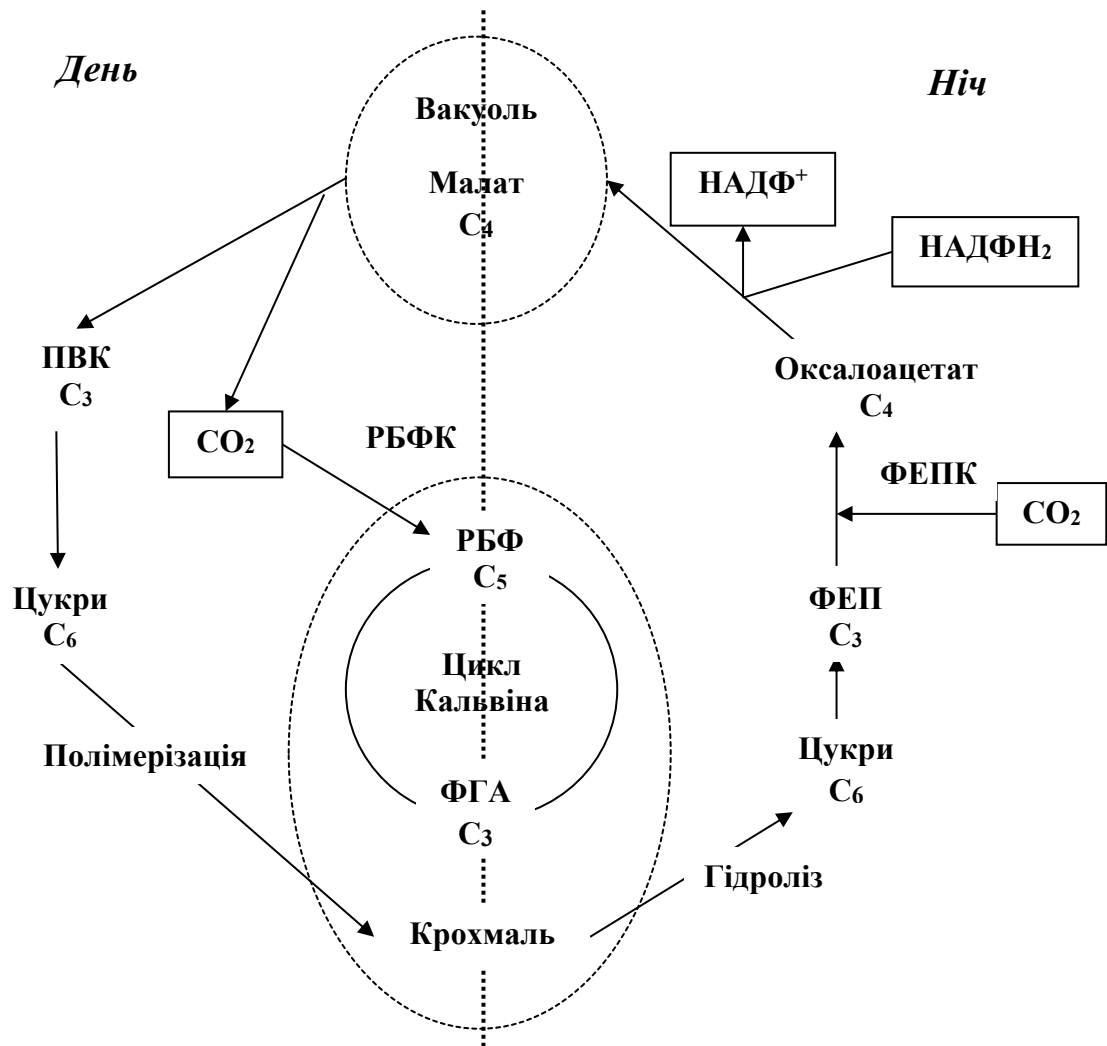 День
Ніч
Вакуоль
Малат
С₄
НАДФ⁺
НАДФН₂
ПВК
С₃
Оксалоацетат
С₄
СО₂
РБФК
ФЕПК
СО₂
РБФ
С₅
Цукри
С₆
ФЕП
С₃
Цикл
Кальвіна
Полімерізація
Цукри
С₆
ФГА
С₃
Гідроліз
Крохмаль